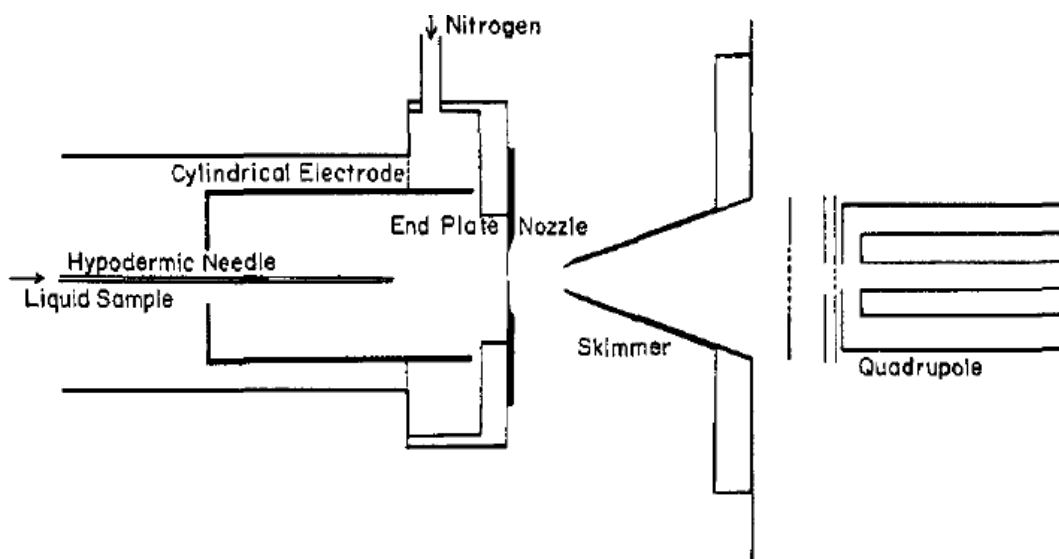 Nitrogen
Cylindrical Electrode
End Plate Nozzle
Hypodermic Needle
Liquid Sample
Skimmer
Quadrupole